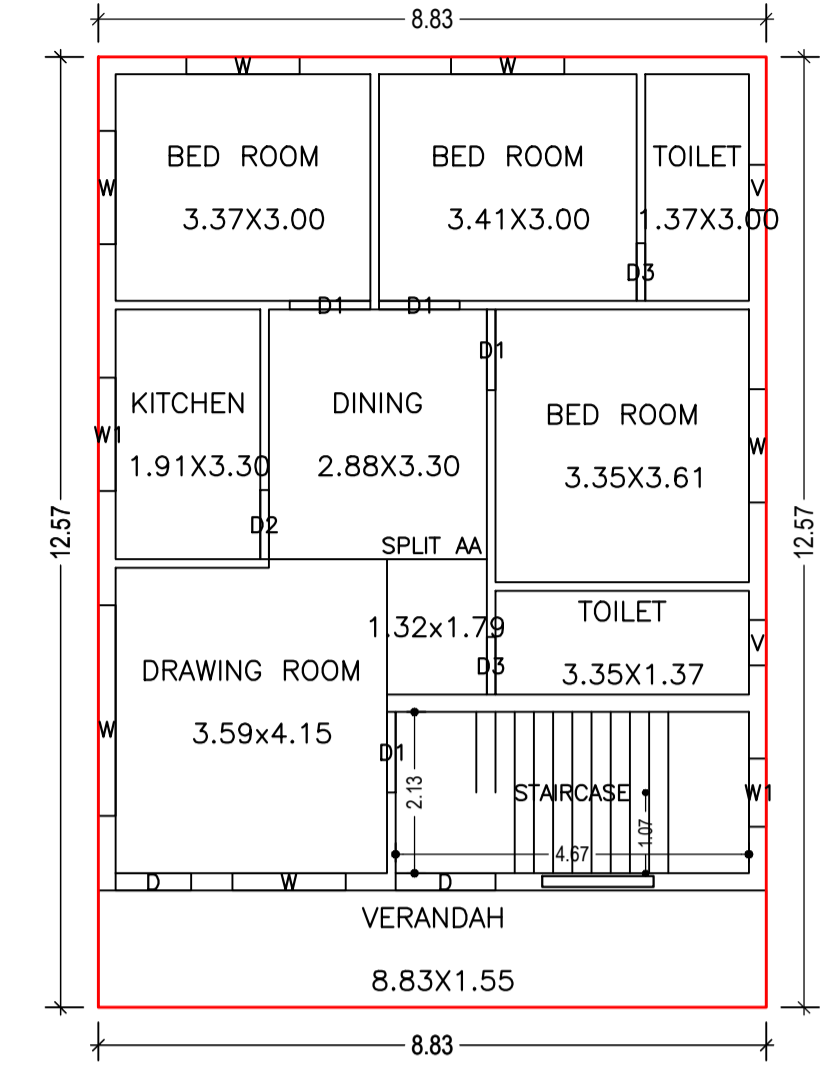 8.83
W W
BED ROOM BED ROOM TOILET
W V
3.37X3.00 3.41X3.00 1.37X3.00
D3
D1 D1
D1
KITCHEN DINING BED ROOM
W1 W
1.91X3.30 2.88X3.30 3.35X3.61
D2
12.57 12.57
SPLIT AA
TOILET
1.32x1.79
V
DRAWING ROOM D3 3.35X1.37
W 3.59x4.15
D1
2.13 STAIRCASE W1
1.07
4.67
D W D
VERANDAH
8.83X1.55
8.83